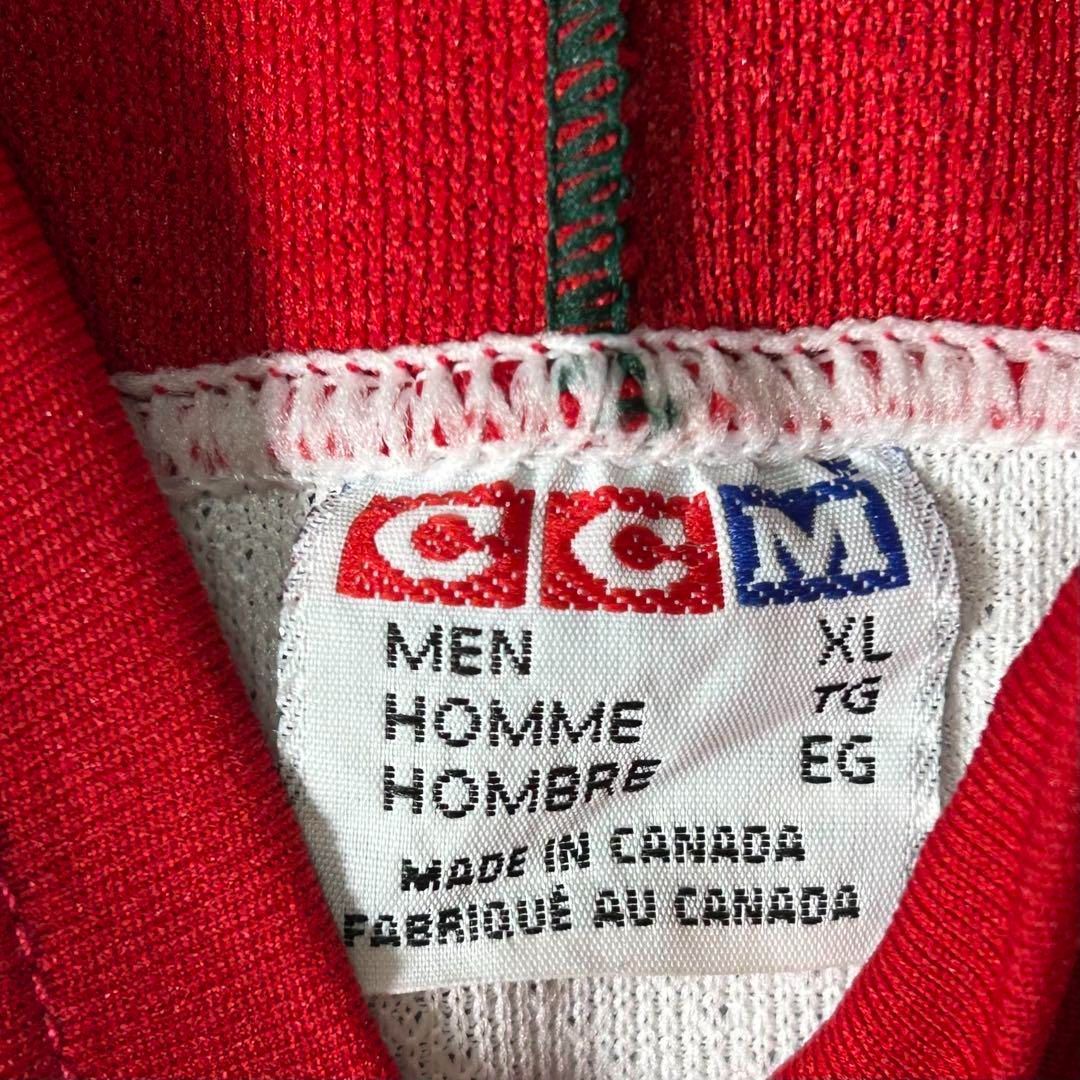 CCM
MEN XL
HOMME TG
HOMBRE EG
MADE IN CANADA
FABRIQUÉ AU CANADA